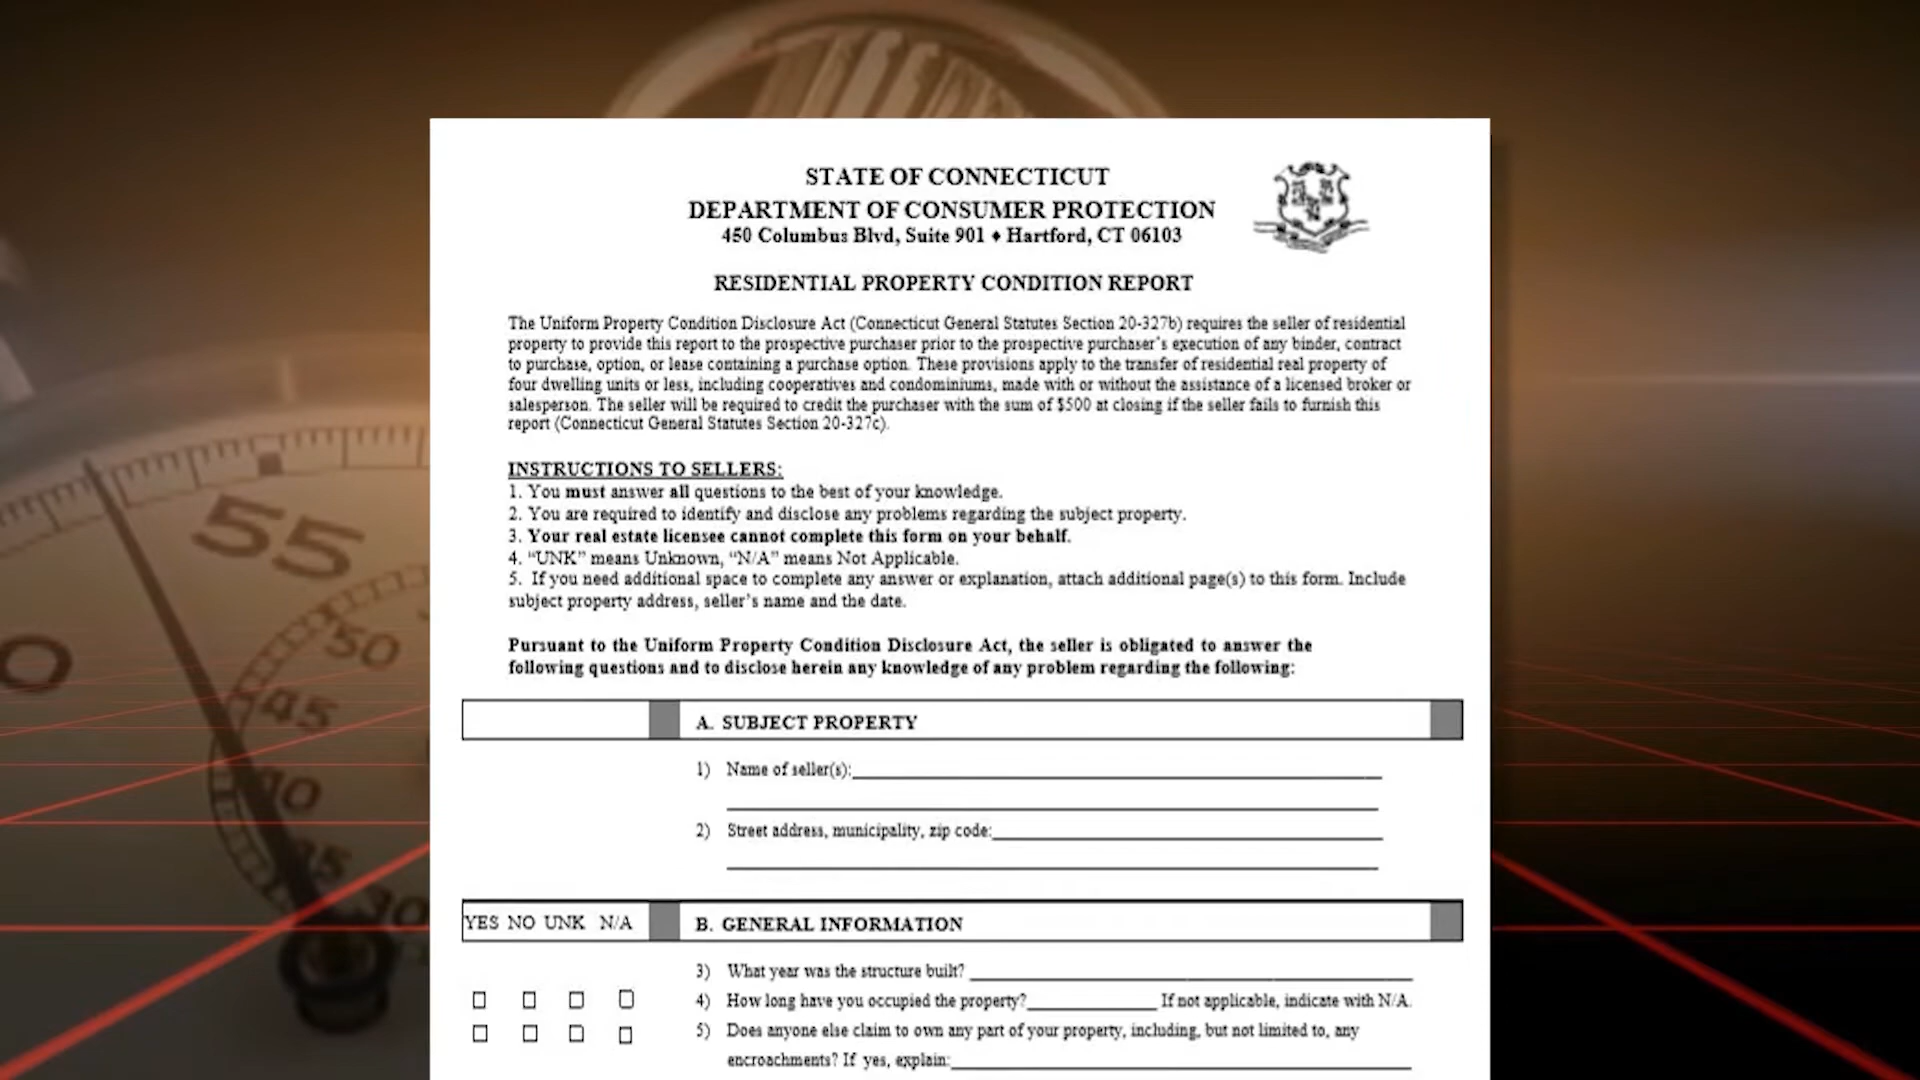 STATE OF CONNECTICUT
DEPARTMENT OF CONSUMER PROTECTION
450 Columbus Blvd, Suite 901 ♦ Hartford, CT 06103
RESIDENTIAL PROPERTY CONDITION REPORT
The Uniform Property Condition Disclosure Act (Connecticut General Statutes Section 20-327b) requires the seller of residential
property to provide this report to the prospective purchaser prior to the prospective purchaser's execution of any binder, contract
to purchase, option, or lease containing a purchase option. These provisions apply to the transfer of residential real property of
four dwelling units or less, including cooperatives and condominiums, made with or without the assistance of a licensed broker or
salesperson. The seller will be required to credit the purchaser with the sum of $500 at closing if the seller fails to furnish this
report (Connecticut General Statutes Section 20-327c).
INSTRUCTIONS TO SELLERS:
1. You must answer all questions to the best of your knowledge.
2. You are required to identify and disclose any problems regarding the subject property.
3. Your real estate licensee cannot complete this form on your behalf.
4. “UNK” means Unknown, “N/A” means Not Applicable.
5. If you need additional space to complete any answer or explanation, attach additional page(s) to this form. Include
subject property address, seller's name and the date.
Pursuant to the Uniform Property Condition Disclosure Act, the seller is obligated to answer the
following questions and to disclose herein any knowledge of any problem regarding the following:
A. SUBJECT PROPERTY
1) Name of seller(s):
2) Street address, municipality, zip code:
YES NO UNK N/A B. GENERAL INFORMATION
3) What year was the structure built?
4) How long have you occupied the property? If not applicable, indicate with N/A.
5) Does anyone else claim to own any part of your property, including, but not limited to, any
encroachments? If yes, explain:
55
50
45
40